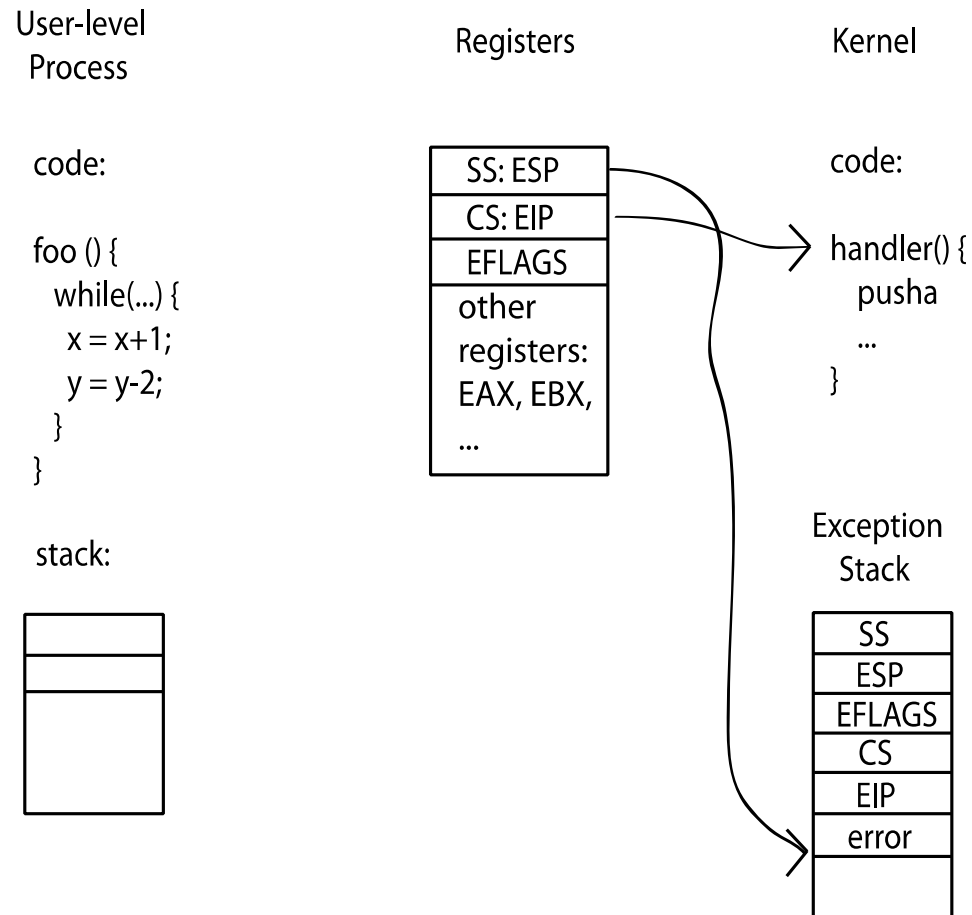 User-level
Process
code:
foo () {
while(...) {
x = x+1;
y = y-2;
}
}
stack:
Registers
SS: ESP
CS: EIP
EFLAGS
other
registers:
EAX, EBX,
...
Kernel
code:
handler() {
pusha
...
}
Exception
Stack
SS
ESP
EFLAGS
CS
EIP
error